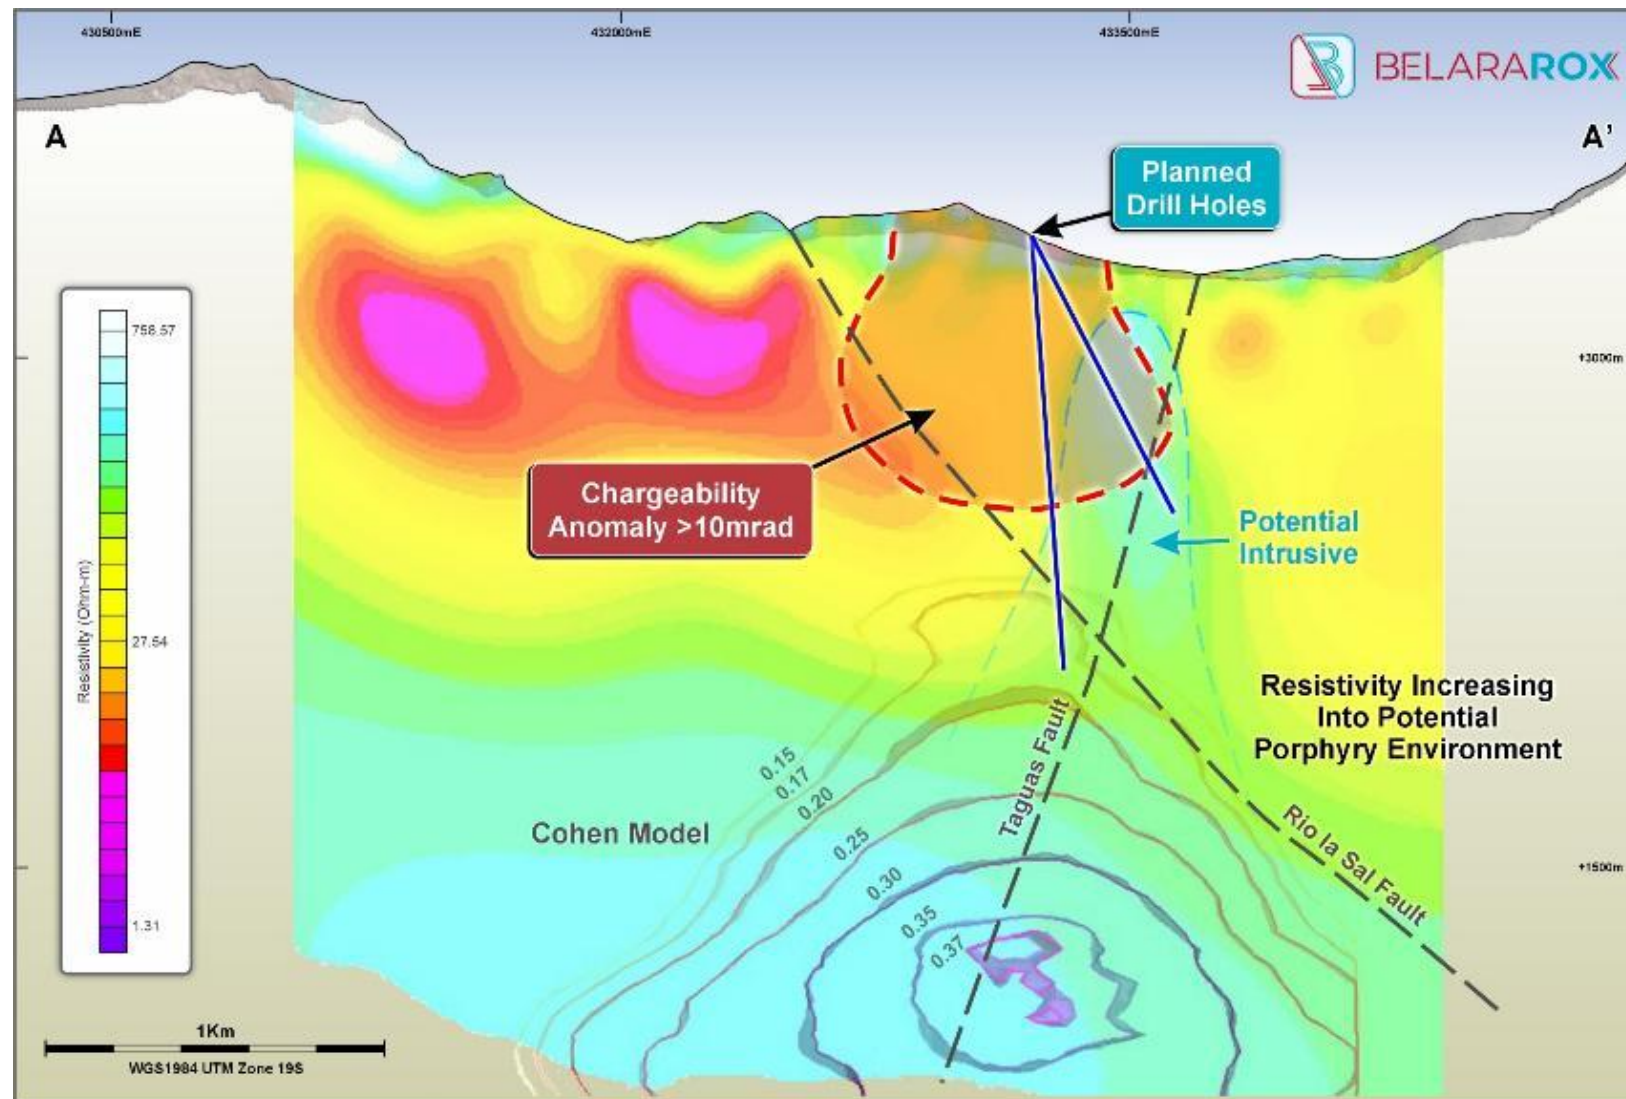 430500mE
432000mE
433500mE
BELARAROX
A
A’
Planned
Drill Holes
758.57
+3000m
Chargeability
Anomaly >10mrad
Potential
Intrusive
Resistivity (Ohm-m)
27.54
Resistivity Increasing
Into Potential
Porphyry Environment
0.15
0.17
0.20
0.25
0.30
0.35
0.37
Taguas Fault
Rio la Sal Fault
Cohen Model
+1500m
1.31
1Km
WGS1984 UTM Zone 19S